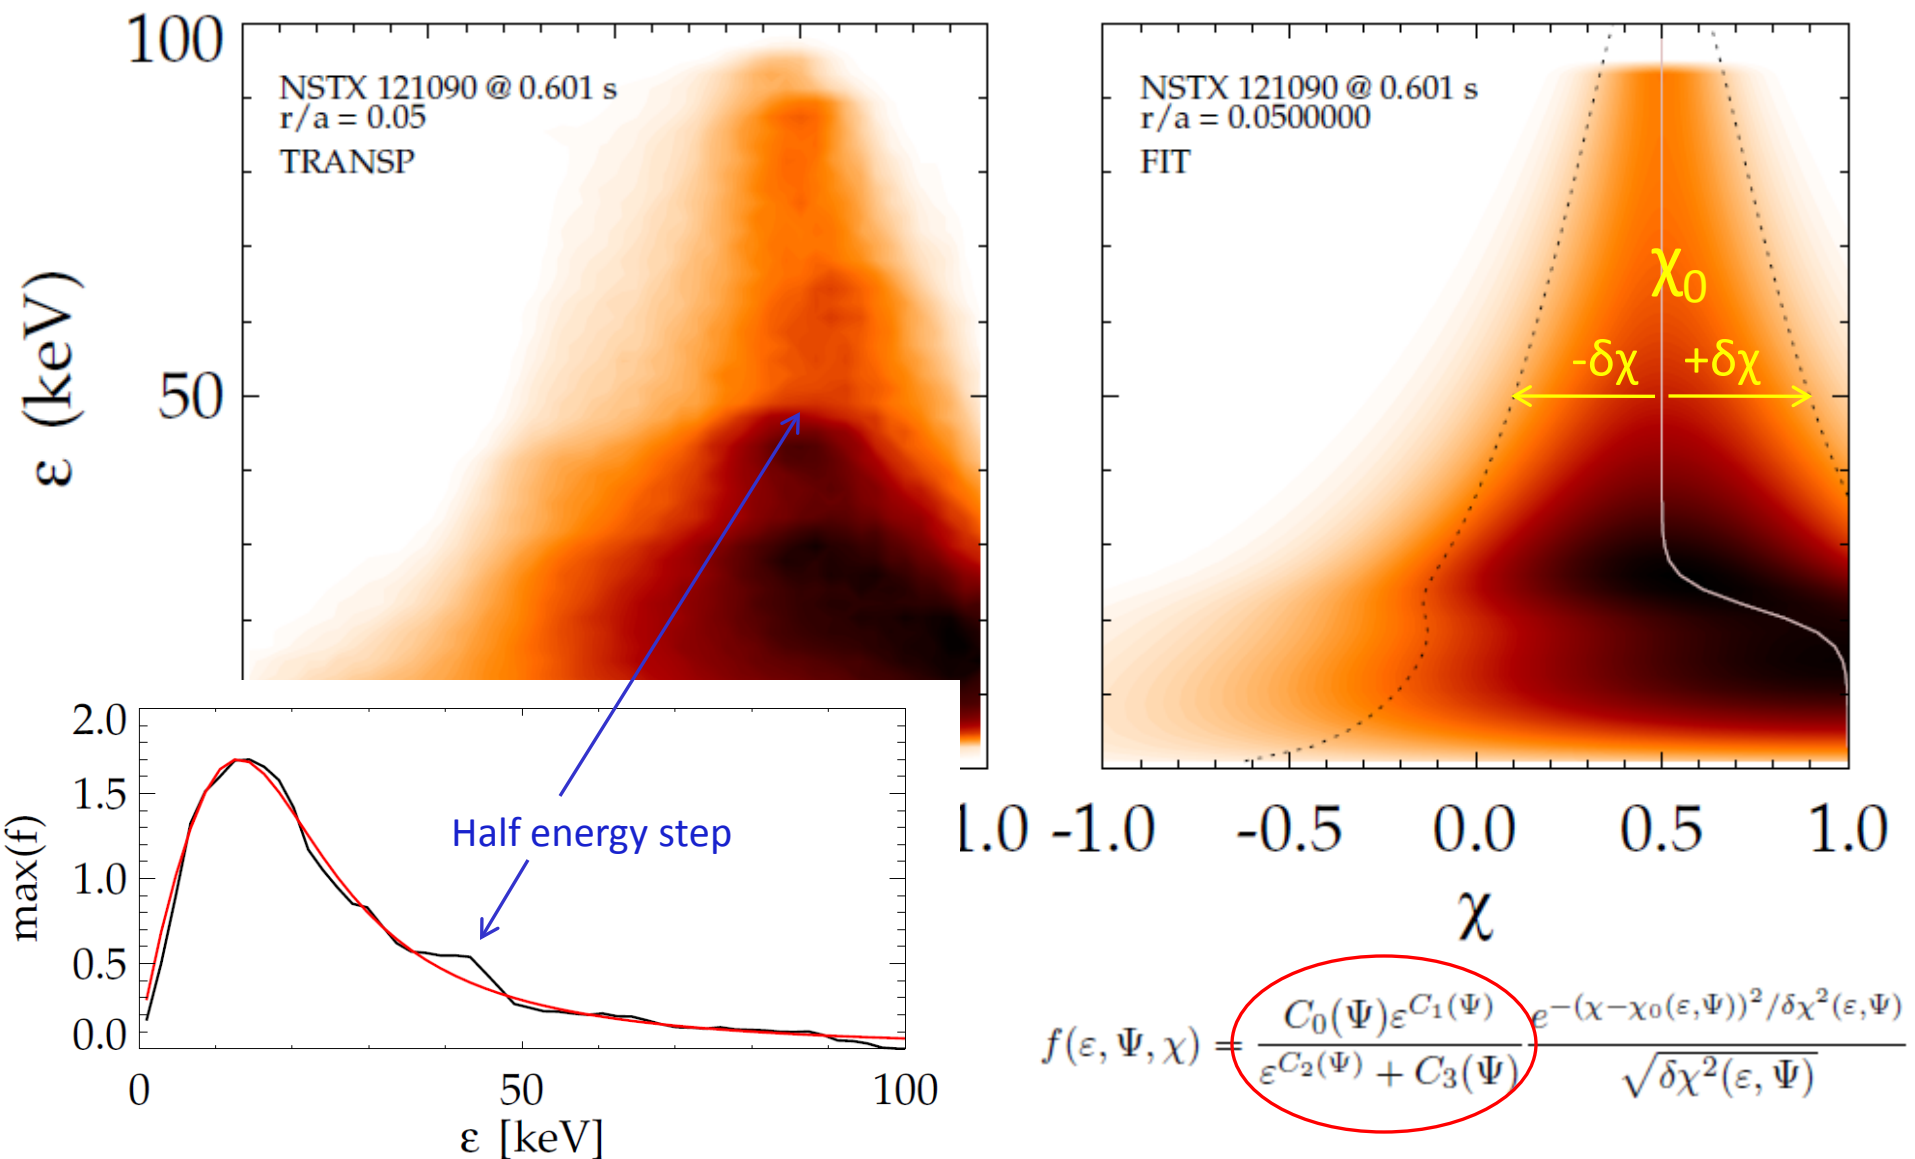 100
50
ε (keV)
NSTX 121090 @ 0.601 s
r/a = 0.05
TRANSP
NSTX 121090 @ 0.601 s
r/a = 0.0500000
FIT
χ₀
-δχ +δχ
1.0
-1.0 -0.5 0.0 0.5 1.0
χ
2.0
1.5
1.0
0.5
0.0
max(f)
Half energy step
0 50 100
ε [keV]
f(ε, Ψ, χ) = C₀(Ψ)ε^{C₁(Ψ)} / (ε^{C₂(Ψ)} + C₃(Ψ)) e^{−(χ−χ₀(ε,Ψ))²/δχ²(ε,Ψ)} / √(δχ²(ε, Ψ))